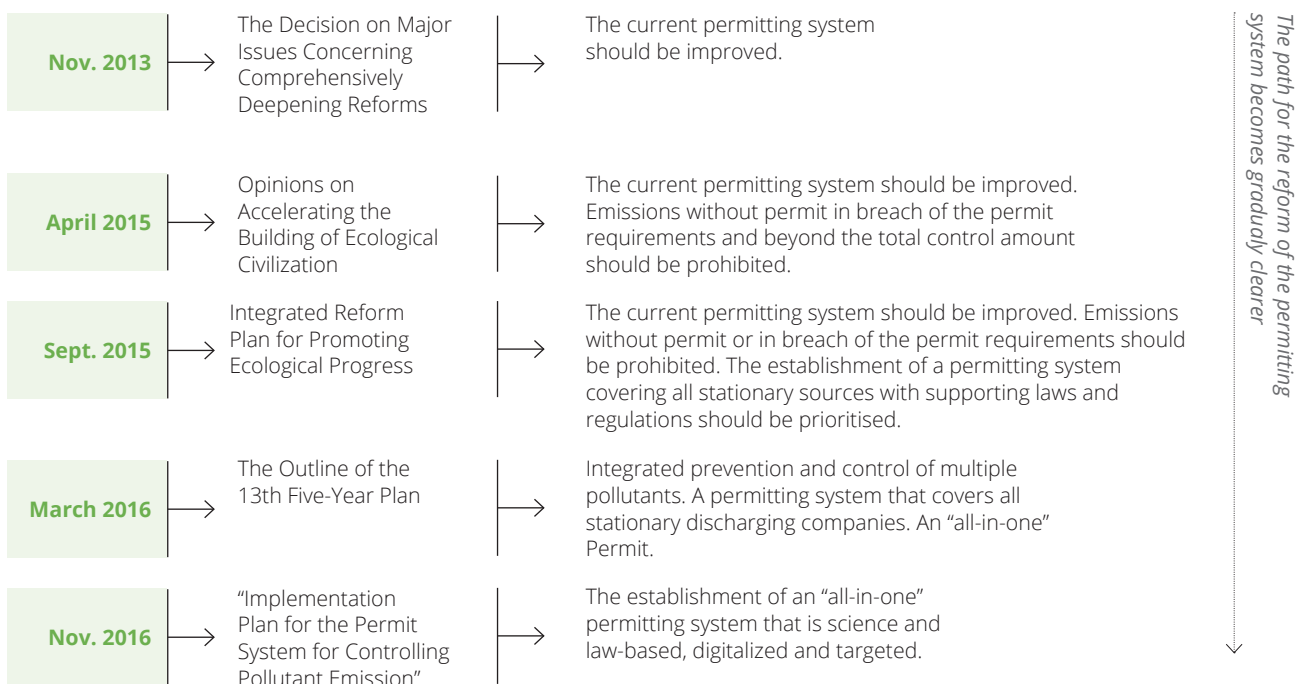 Nov. 2013
The Decision on Major
Issues Concerning
Comprehensively
Deepening Reforms
The current permitting system
should be improved.
April 2015
Opinions on
Accelerating the
Building of Ecological
Civilization
The current permitting system should be improved.
Emissions without permit in breach of the permit
requirements and beyond the total control amount
should be prohibited.
Sept. 2015
Integrated Reform
Plan for Promoting
Ecological Progress
The current permitting system should be improved. Emissions
without permit or in breach of the permit requirements should
be prohibited. The establishment of a permitting system
covering all stationary sources with supporting laws and
regulations should be prioritised.
March 2016
The Outline of the
13th Five-Year Plan
Integrated prevention and control of multiple
pollutants. A permitting system that covers all
stationary discharging companies. An “all-in-one”
Permit.
Nov. 2016
“Implementation
Plan for the Permit
System for Controlling
Pollutant Emission”
The establishment of an “all-in-one”
permitting system that is science and
law-based, digitalized and targeted.
The path for the reform of the permitting
system becomes gradualy clearer